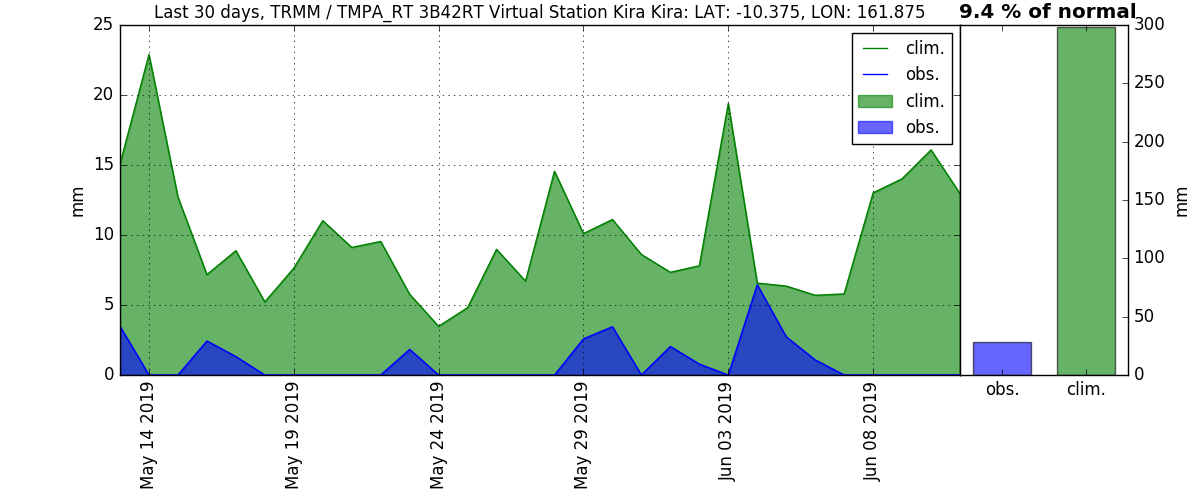 Last 30 days, TRMM / TMPA_RT 3B42RT Virtual Station Kira Kira: LAT: -10.375, LON: 161.875
9.4 % of normal
25
20
15
10
5
0
mm
clim.
obs.
clim.
obs.
May 14 2019
May 19 2019
May 24 2019
May 29 2019
Jun 03 2019
Jun 08 2019
300
250
200
150
100
50
0
mm
obs.
clim.